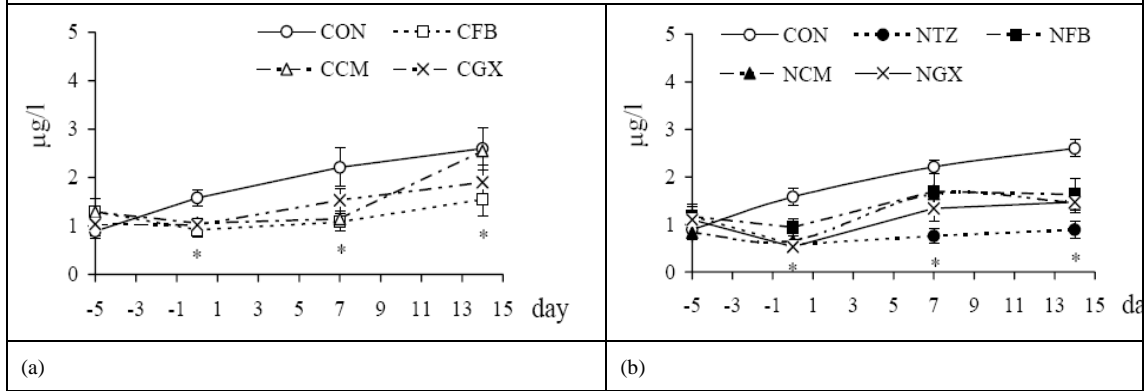 5
4
3
2
1
0
µg/l
CON CFB
CCM CGX
* * *
-5 -3 -1 1 3 5 7 9 11 13 15 day
(a)
5
4
3
2
1
0
µg/l
CON NTZ NFB
NCM NGX
* * *
-5 -3 -1 1 3 5 7 9 11 13 15 da
(b)